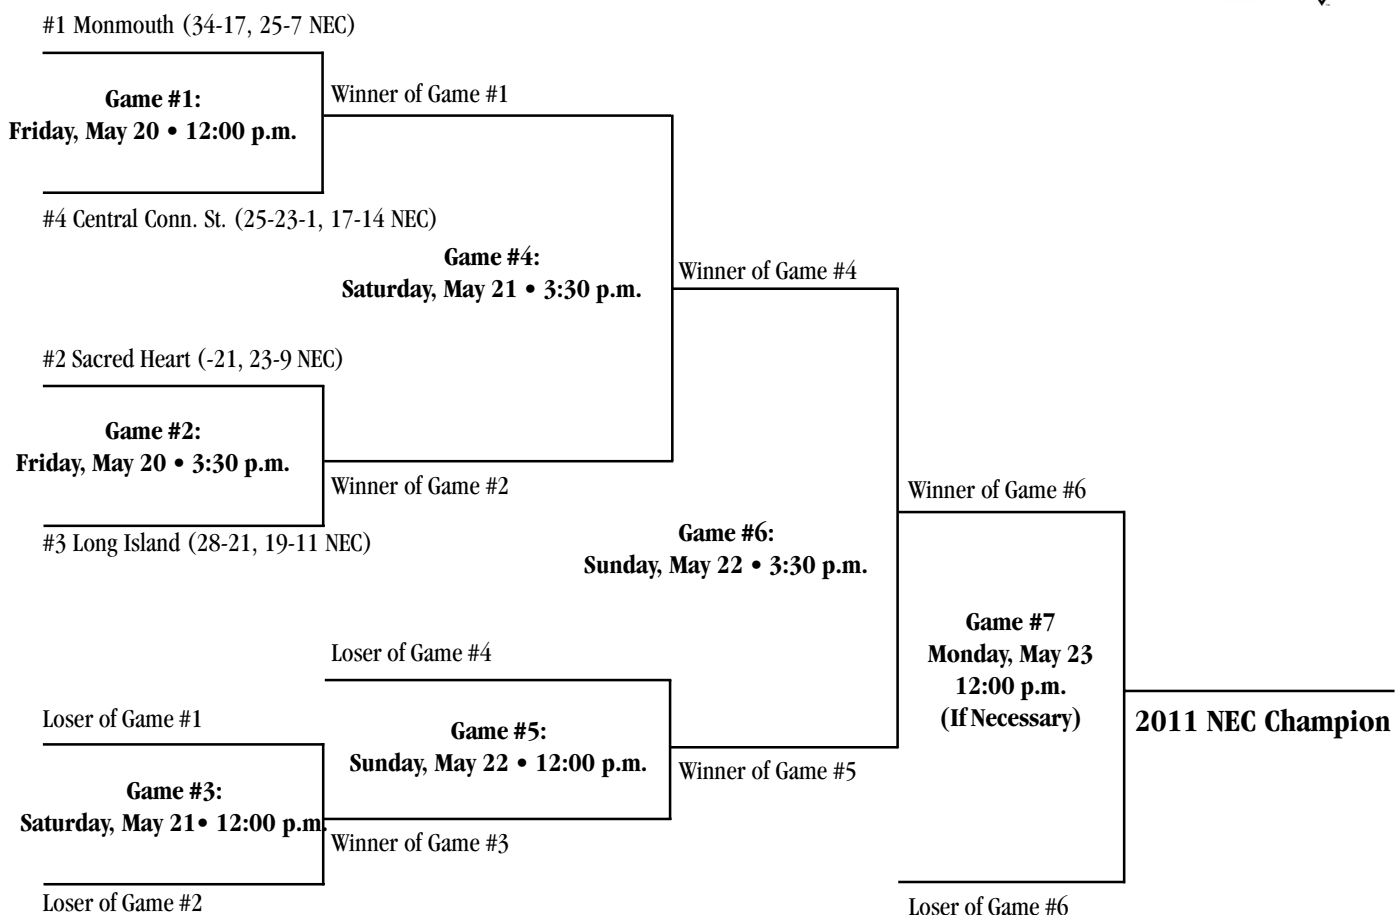 #1 Monmouth (34-17, 25-7 NEC)
Game #1:
Friday, May 20 • 12:00 p.m.
Winner of Game #1
#4 Central Conn. St. (25-23-1, 17-14 NEC)
Game #4:
Saturday, May 21 • 3:30 p.m.
Winner of Game #4
#2 Sacred Heart (-21, 23-9 NEC)
Game #2:
Friday, May 20 • 3:30 p.m.
Winner of Game #2
#3 Long Island (28-21, 19-11 NEC)
Game #6:
Sunday, May 22 • 3:30 p.m.
Winner of Game #6
Game #7
Monday, May 23
12:00 p.m.
(If Necessary)
2011 NEC Champion
Loser of Game #4
Game #5:
Sunday, May 22 • 12:00 p.m.
Winner of Game #5
Loser of Game #1
Game #3:
Saturday, May 21• 12:00 p.m.
Winner of Game #3
Loser of Game #2
Loser of Game #6